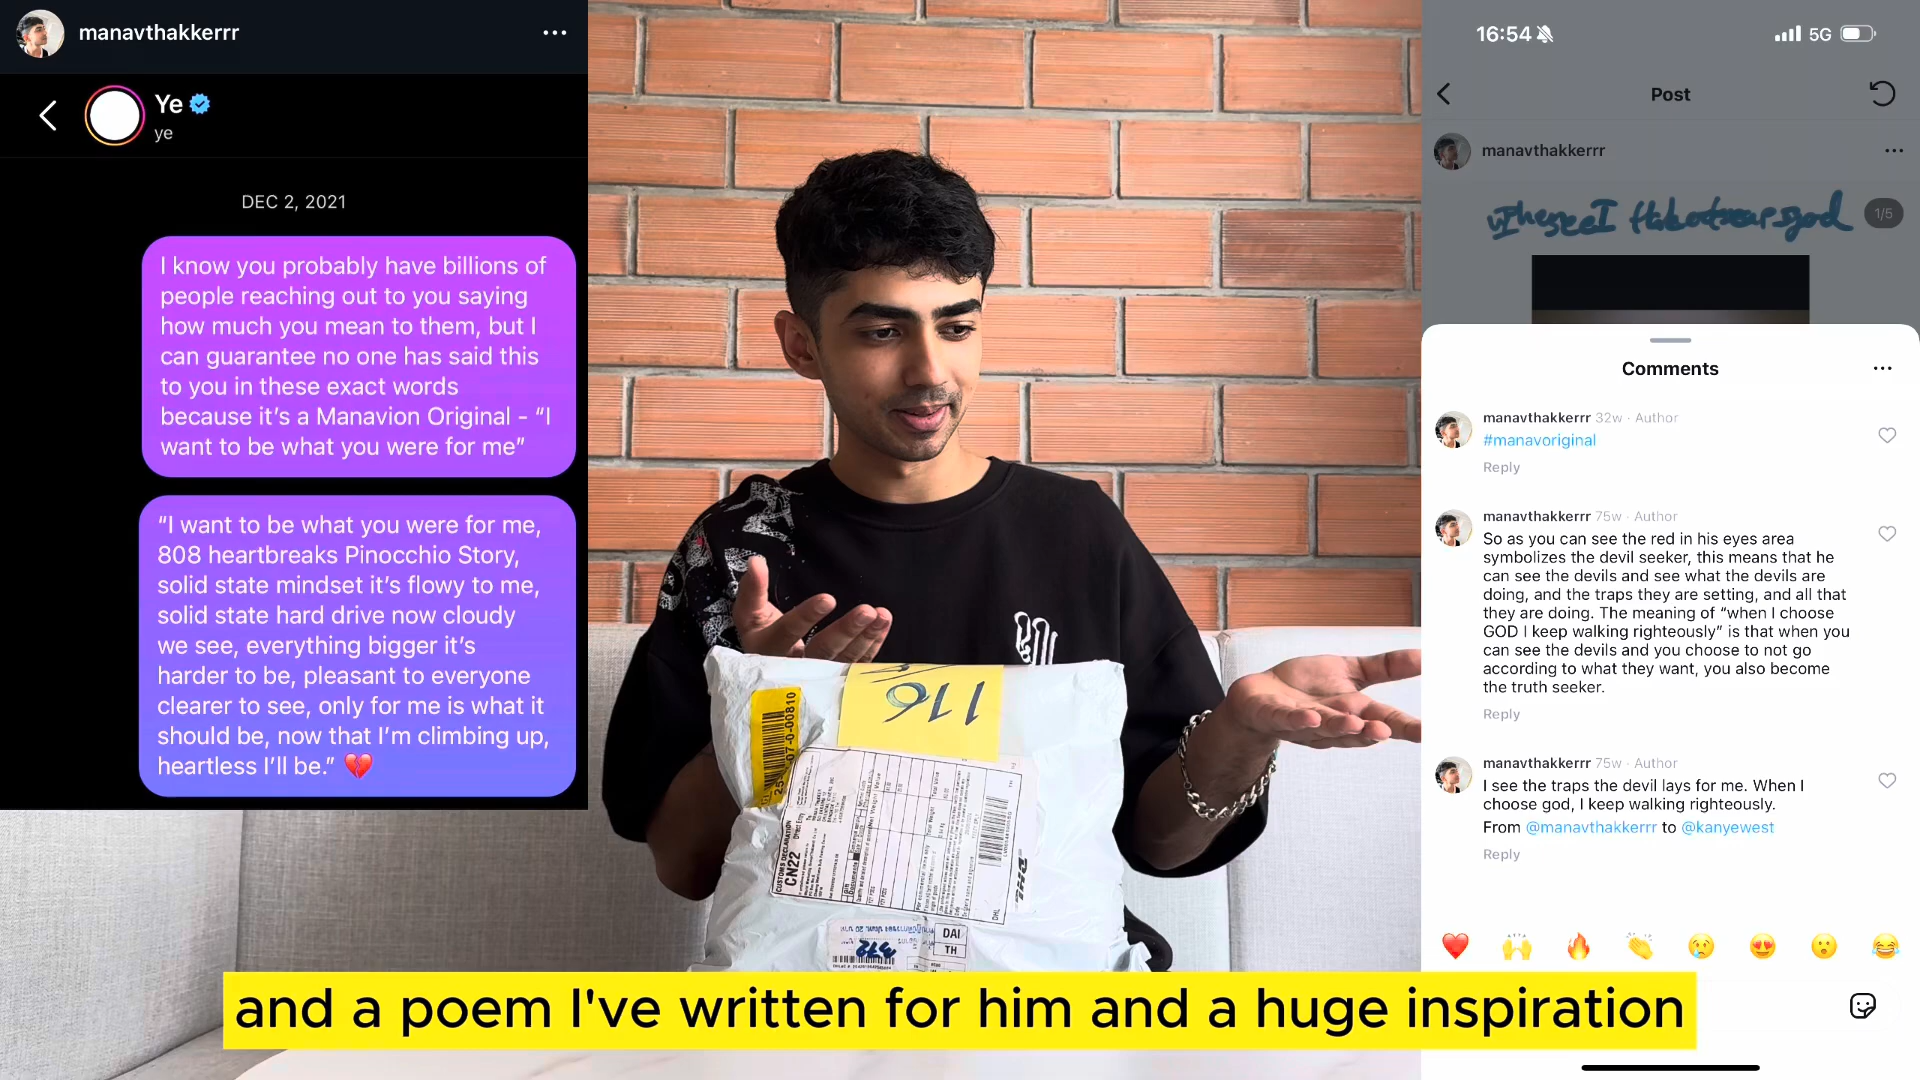 manavthakkerrr
Ye
ye
DEC 2, 2021
I know you probably have billions of
people reaching out to you saying
how much you mean to them, but I
can guarantee no one has said this
to you in these exact words
because it's a Manavion Original - “I
want to be what you were for me”
“I want to be what you were for me,
808 heartbreaks Pinocchio Story,
solid state mindset it's flowy to me,
solid state hard drive now cloudy
we see, everything bigger it's
harder to be, pleasant to everyone
clearer to see, only for me is what it
should be, now that I'm climbing up,
heartless I'll be.” 💔
116
CUSTOMS DECLARATION
CN22
DHL
DHL
DAI
TH
372
16:54
5G
Post
manavthakkerrr
1/5
Comments
manavthakkerrr 32w · Author
#manavoriginal
Reply
manavthakkerrr 75w · Author
So as you can see the red in his eyes area
symbolizes the devil seeker, this means that he
can see the devils and see what the devils are
doing, and the traps they are setting, and all that
they are doing. The meaning of “when I choose
GOD I keep walking righteously” is that when you
can see the devils and you choose to not go
according to what they want, you also become
the truth seeker.
Reply
manavthakkerrr 75w · Author
I see the traps the devil lays for me. When I
choose god, I keep walking righteously.
From @manavthakkerrr to @kanyewest
Reply
❤️ 🙌 🔥 👏 😢 😍 😮 😂
and a poem I've written for him and a huge inspiration